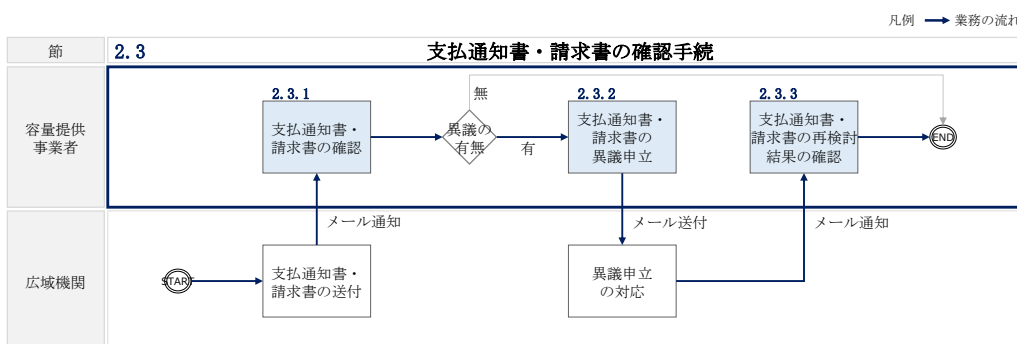 凡例 業務の流れ
節 2.3 支払通知書・請求書の確認手続
容量提供
事業者
2.3.1
支払通知書・
請求書の確認
異議の
有無
無
有
2.3.2
支払通知書・
請求書の
異議申立
2.3.3
支払通知書・
請求書の再検討
結果の確認
END
メール通知
メール送付
メール通知
広域機関
START
支払通知書・
請求書の送付
異議申立
の対応